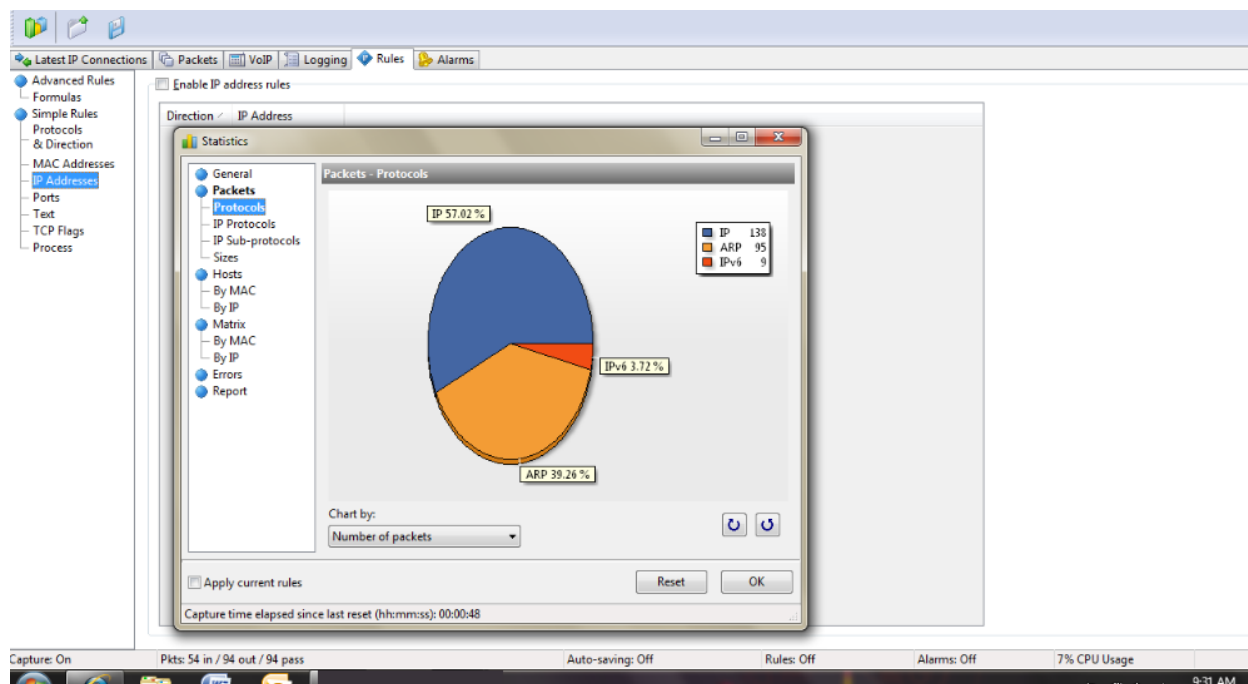 Latest IP Connections Packets VoIP Logging Rules Alarms
Advanced Rules
Formulas
Simple Rules
Protocols
& Direction
MAC Addresses
IP Addresses
Ports
Text
TCP Flags
Process
Enable IP address rules
Direction IP Address
Statistics
General
Packets
Protocols
IP Protocols
IP Sub-protocols
Sizes
Hosts
By MAC
By IP
Matrix
By MAC
By IP
Errors
Report
Packets - Protocols
IP 57.02 %
IP 138
ARP 95
IPv6 9
IPv6 3.72 %
ARP 39.26 %
Chart by:
Number of packets
Apply current rules
Reset OK
Capture time elapsed since last reset (hh:mm:ss): 00:00:48
Capture: On Pkts: 54 in / 94 out / 94 pass Auto-saving: Off Rules: Off Alarms: Off 7% CPU Usage
9:31 AM